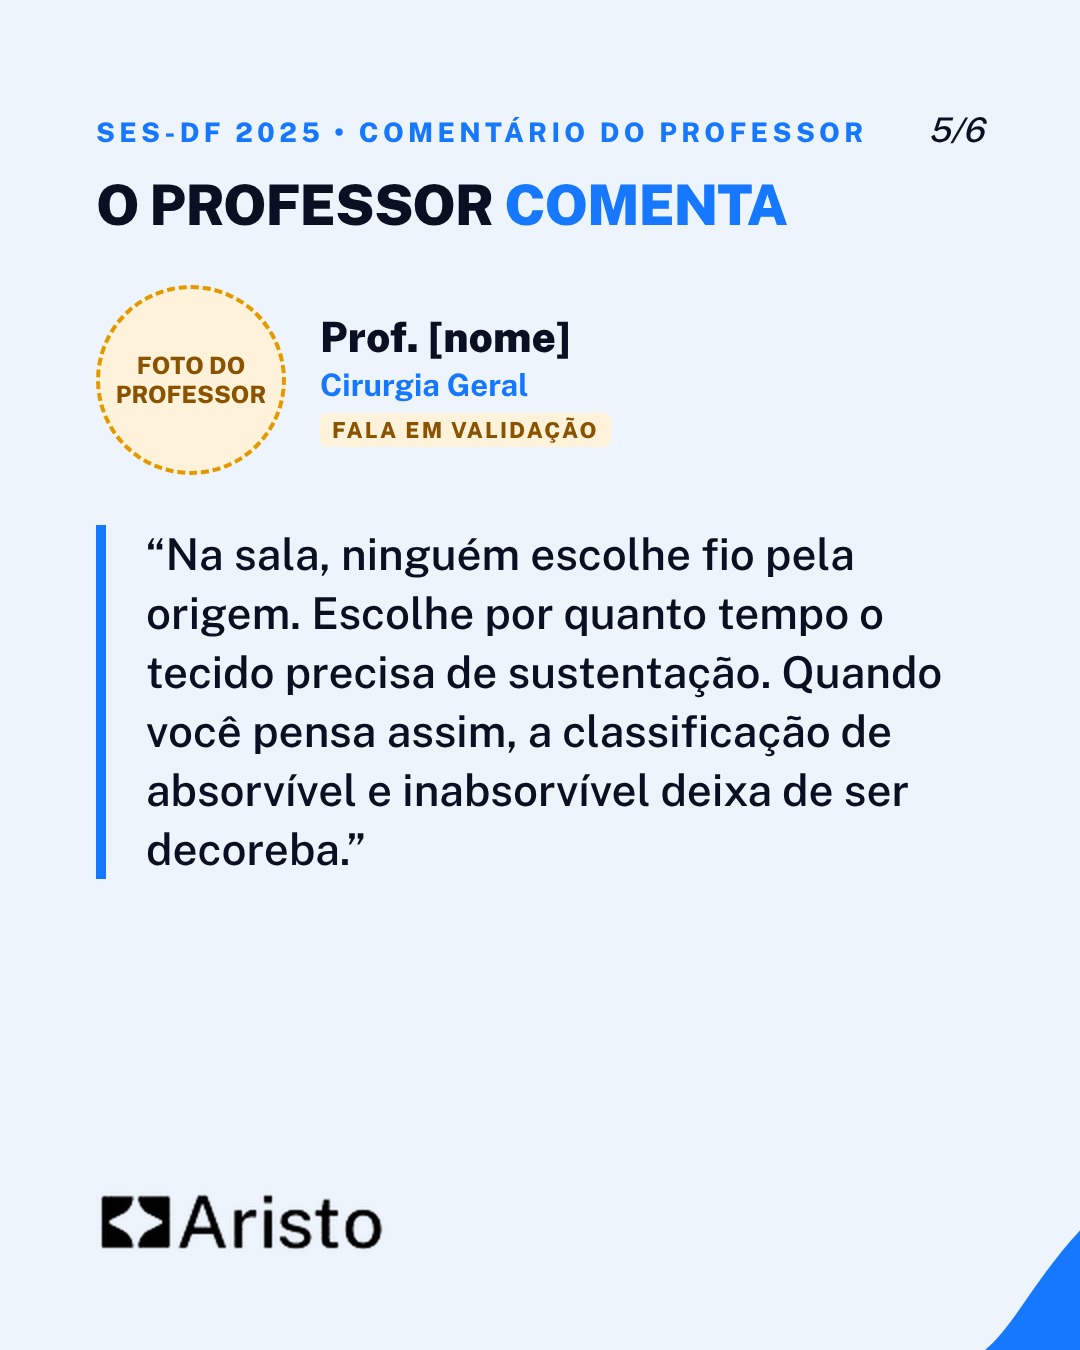 SES-DF 2025 • COMENTÁRIO DO PROFESSOR 5/6
O PROFESSOR COMENTA
FOTO DO
PROFESSOR
Prof. [nome]
Cirurgia Geral
FALA EM VALIDAÇÃO
“Na sala, ninguém escolhe fio pela
origem. Escolhe por quanto tempo o
tecido precisa de sustentação. Quando
você pensa assim, a classificação de
absorvível e inabsorvível deixa de ser
decoreba.”
Aristo